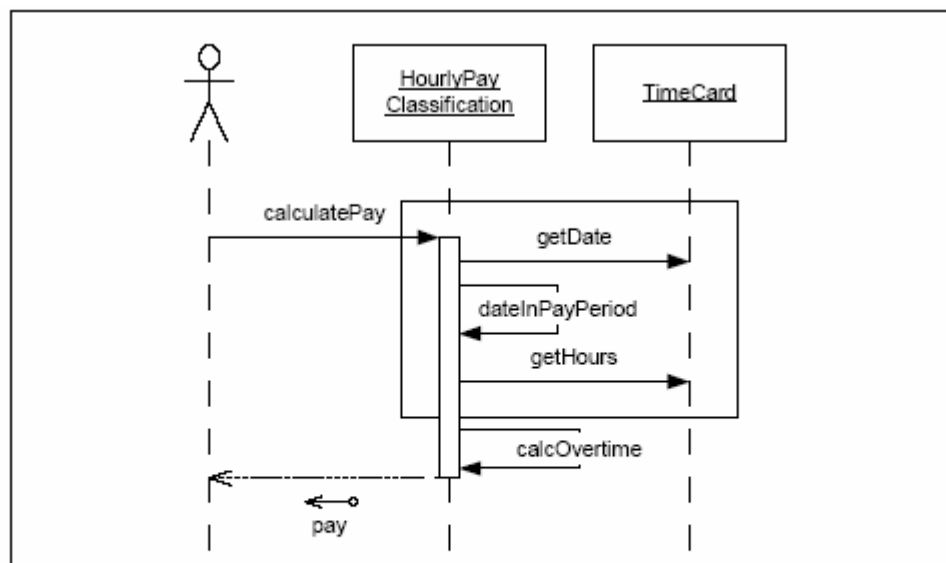 HourlyPay
Classification
TimeCard
calculatePay
getDate
dateInPayPeriod
getHours
calcOvertime
pay